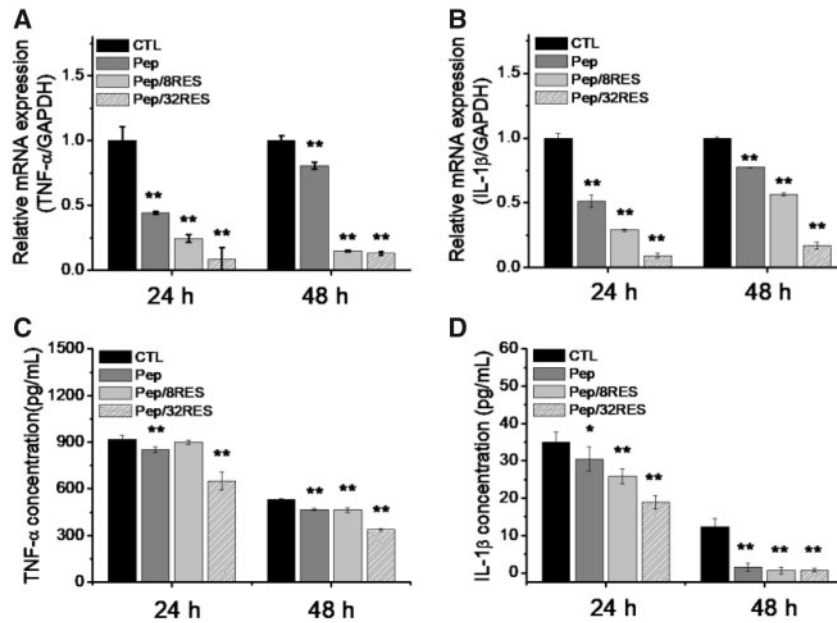 A
Relative mRNA expression
(TNF-α/GAPDH)
1.5
1.0
0.5
0.0
CTL
Pep
Pep/8RES
Pep/32RES
**
**
**
**
**
**
24 h
48 h
B
Relative mRNA expression
(IL-1β/GAPDH)
1.5
1.0
0.5
0.0
CTL
Pep
Pep/8RES
Pep/32RES
**
**
**
**
**
**
24 h
48 h
C
TNF-α concentration(pg/mL)
1500
1200
900
600
300
0
CTL
Pep
Pep/8RES
Pep/32RES
**
**
**
**
**
24 h
48 h
D
IL-1β concentration (pg/mL)
60
50
40
30
20
10
0
CTL
Pep
Pep/8RES
Pep/32RES
*
**
**
**
**
**
24 h
48 h